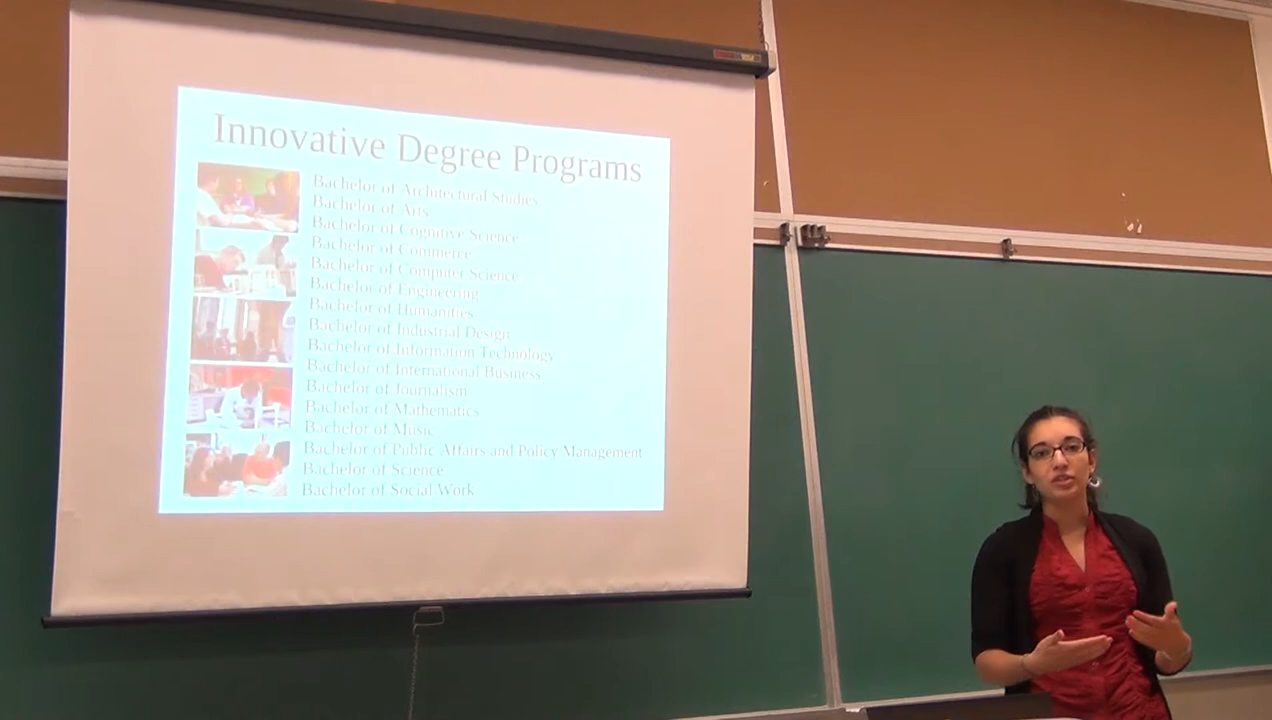 Innovative Degree Programs
Bachelor of Architectural Studies
Bachelor of Arts
Bachelor of Cognitive Science
Bachelor of Commerce
Bachelor of Computer Science
Bachelor of Engineering
Bachelor of Humanities
Bachelor of Industrial Design
Bachelor of Information Technology
Bachelor of International Business
Bachelor of Journalism
Bachelor of Mathematics
Bachelor of Music
Bachelor of Public Affairs and Policy Management
Bachelor of Science
Bachelor of Social Work